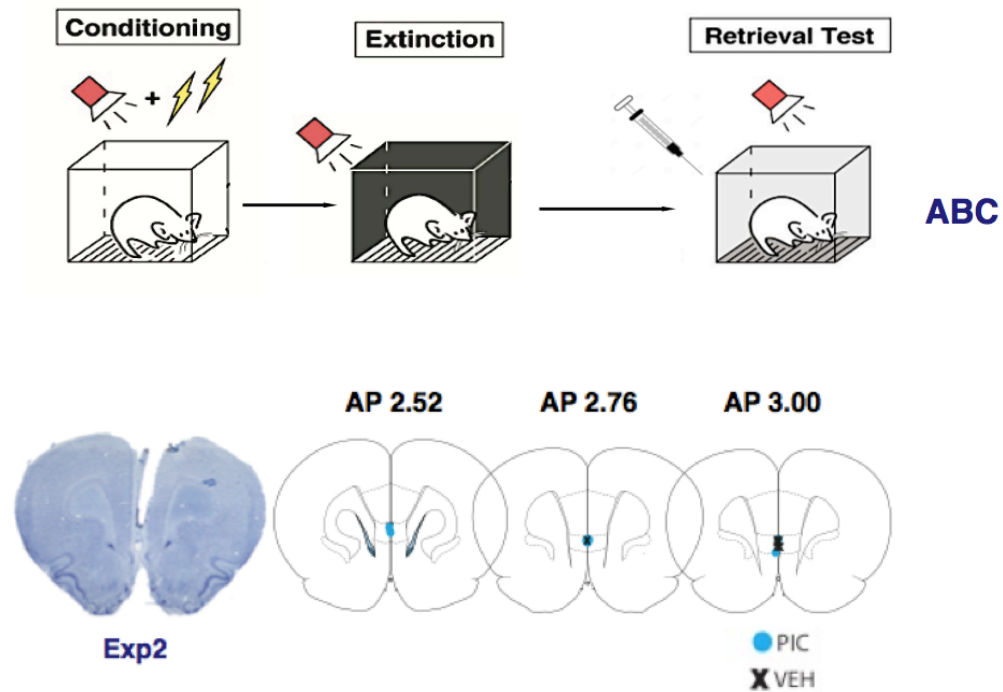 Conditioning
Extinction
Retrieval Test
+
ABC
AP 2.52
AP 2.76
AP 3.00
Exp2
PIC
X VEH